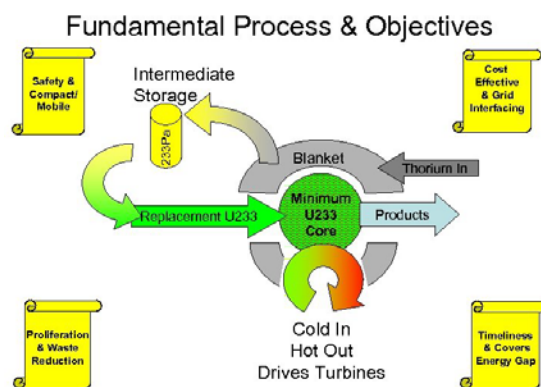 Fundamental Process & Objectives
Safety &
Compact/
Mobile
Intermediate
Storage
233Pa
Cost
Effective
& Grid
Interfacing
Blanket
Thorium In
Replacement U233
Minimum
U233
Core
Products
Cold In
Hot Out
Drives Turbines
Proliferation
& Waste
Reduction
Timeliness
& Covers
Energy Gap